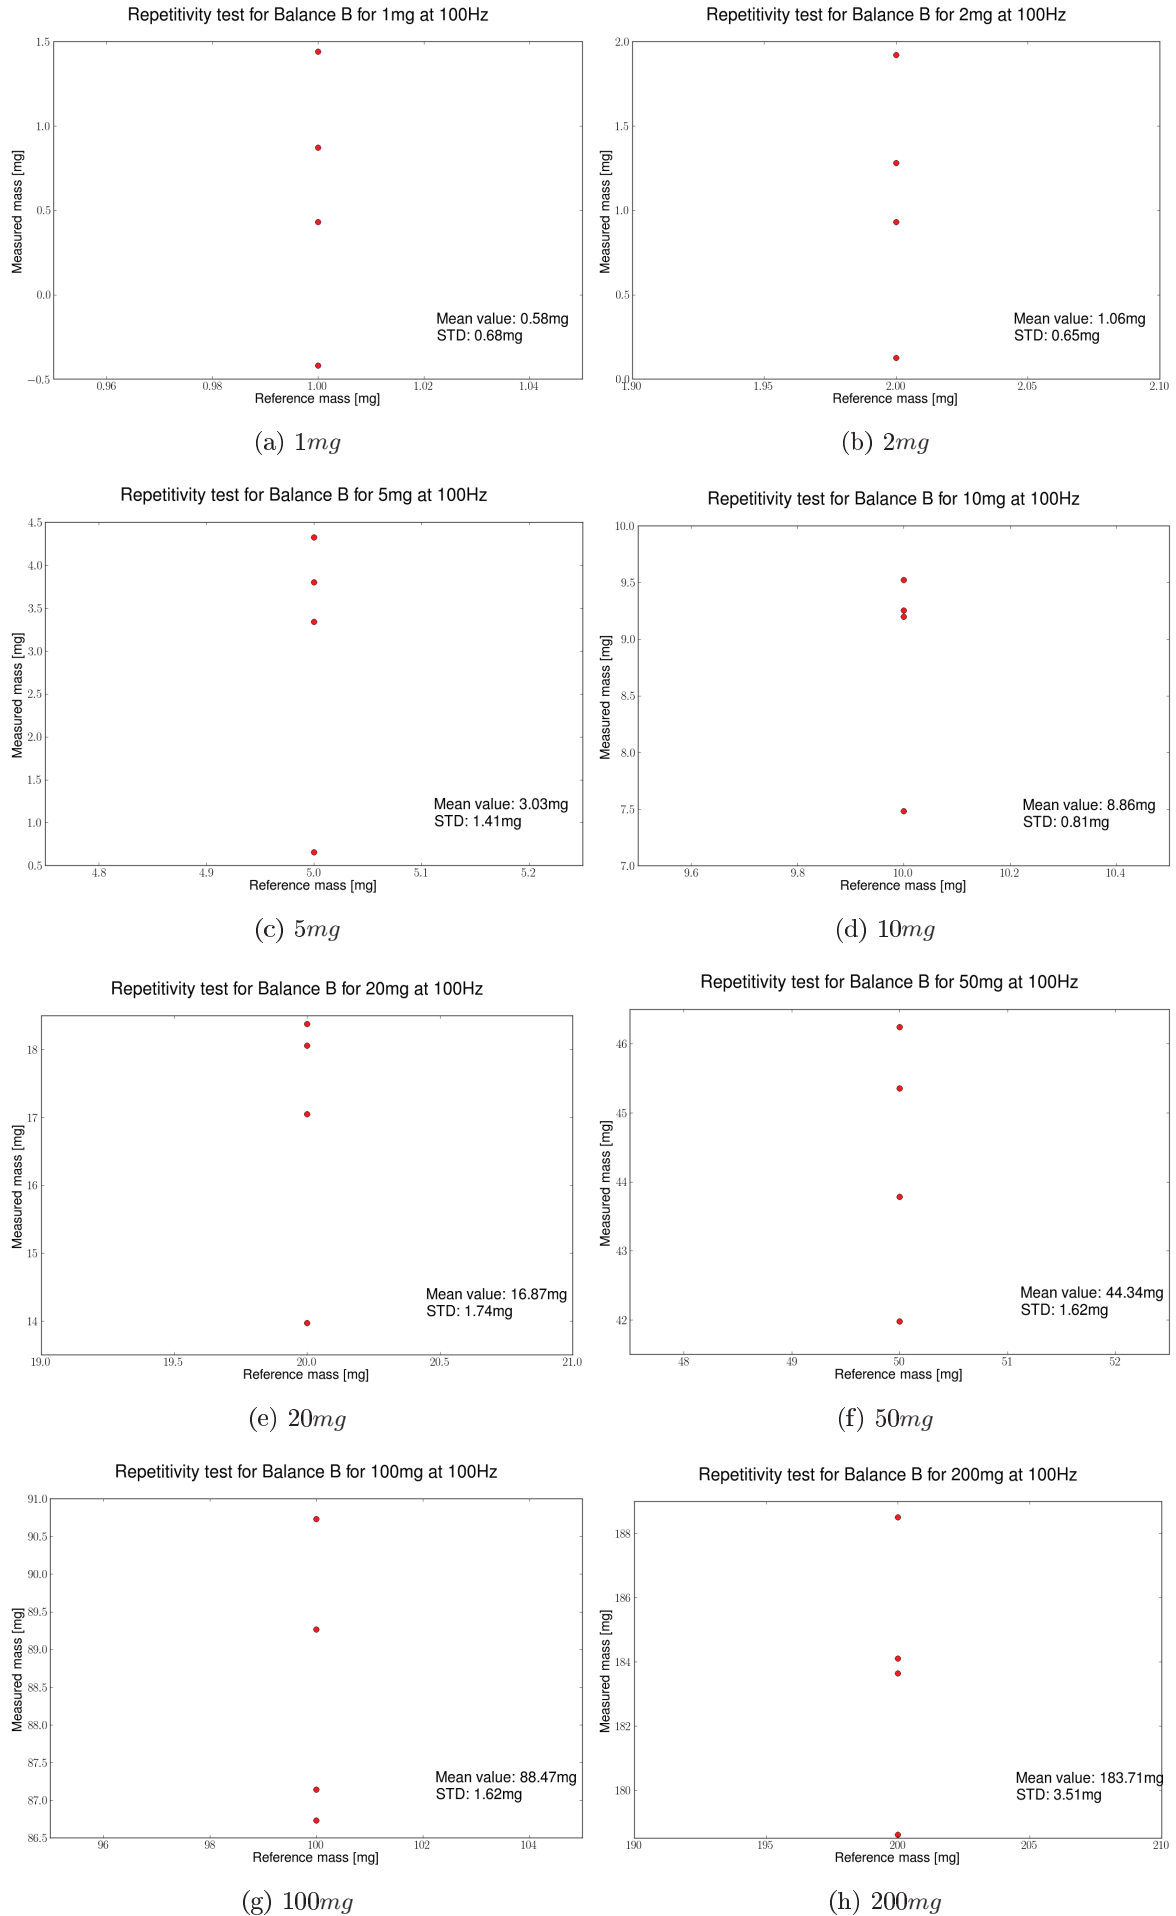 Repetitivity test for Balance B for 1mg at 100Hz
Measured mass [mg]
1.5
1.0
0.5
0.0
−0.5
Mean value: 0.58mg
STD: 0.68mg
0.96 0.98 1.00 1.02 1.04
Reference mass [mg]
(a) 1mg
Repetitivity test for Balance B for 2mg at 100Hz
Measured mass [mg]
2.0
1.5
1.0
0.5
0.0
Mean value: 1.06mg
STD: 0.65mg
1.90 1.95 2.00 2.05 2.10
Reference mass [mg]
(b) 2mg
Repetitivity test for Balance B for 5mg at 100Hz
Measured mass [mg]
4.5
4.0
3.5
3.0
2.5
2.0
1.5
1.0
0.5
Mean value: 3.03mg
STD: 1.41mg
4.8 4.9 5.0 5.1 5.2
Reference mass [mg]
(c) 5mg
Repetitivity test for Balance B for 10mg at 100Hz
Measured mass [mg]
10.0
9.5
9.0
8.5
8.0
7.5
7.0
Mean value: 8.86mg
STD: 0.81mg
9.6 9.8 10.0 10.2 10.4
Reference mass [mg]
(d) 10mg
Repetitivity test for Balance B for 20mg at 100Hz
Measured mass [mg]
18
17
16
15
14
Mean value: 16.87mg
STD: 1.74mg
19.0 19.5 20.0 20.5 21.0
Reference mass [mg]
(e) 20mg
Repetitivity test for Balance B for 50mg at 100Hz
Measured mass [mg]
46
45
44
43
42
Mean value: 44.34mg
STD: 1.62mg
48 49 50 51 52
Reference mass [mg]
(f) 50mg
Repetitivity test for Balance B for 100mg at 100Hz
Measured mass [mg]
91.0
90.5
90.0
89.5
89.0
88.5
88.0
87.5
87.0
86.5
Mean value: 88.47mg
STD: 1.62mg
96 98 100 102 104
Reference mass [mg]
(g) 100mg
Repetitivity test for Balance B for 200mg at 100Hz
Measured mass [mg]
188
186
184
182
180
Mean value: 183.71mg
STD: 3.51mg
190 195 200 205 210
Reference mass [mg]
(h) 200mg